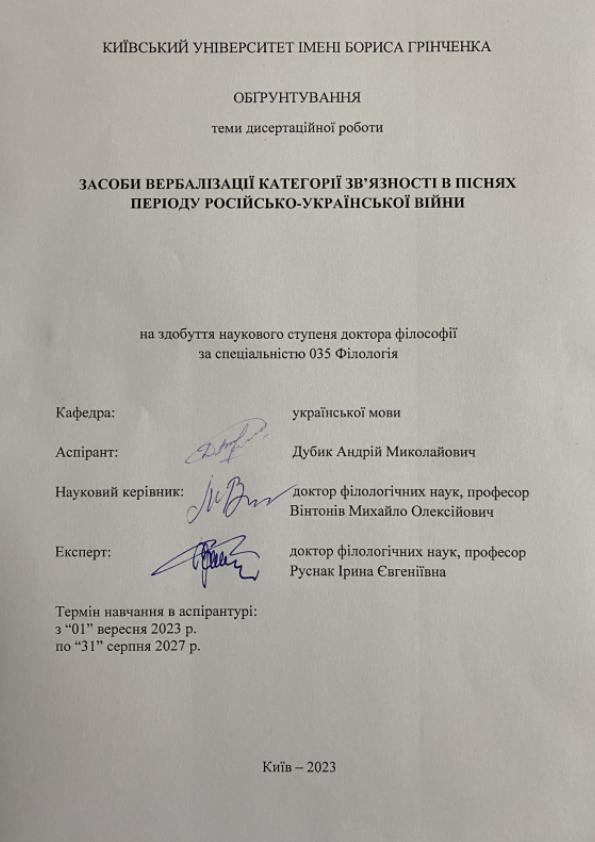 КИЇВСЬКИЙ УНІВЕРСИТЕТ ІМЕНІ БОРИСА ГРІНЧЕНКА
ОБҐРУНТУВАННЯ
теми дисертаційної роботи
ЗАСОБИ ВЕРБАЛІЗАЦІЇ КАТЕГОРІЇ ЗВ’ЯЗНОСТІ В ПІСНЯХ
ПЕРІОДУ РОСІЙСЬКО-УКРАЇНСЬКОЇ ВІЙНИ
на здобуття наукового ступеня доктора філософії
за спеціальністю 035 Філологія
Кафедра: української мови
Аспірант: Дубик Андрій Миколайович
Науковий керівник: доктор філологічних наук, професор
Вінтонів Михайло Олексійович
Експерт: доктор філологічних наук, професор
Руснак Ірина Євгеніївна
Термін навчання в аспірантурі:
з “01” вересня 2023 р.
по “31” серпня 2027 р.
Київ – 2023